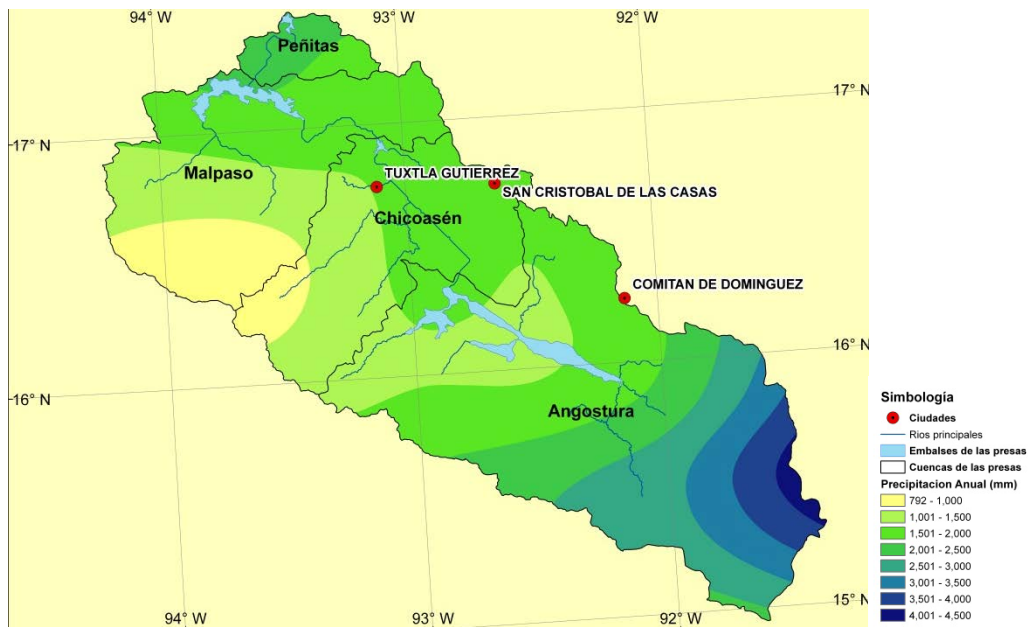 94° W
93° W
92° W
Peñitas
17° N
17° N
Malpaso
TUXTLA GUTIERREZ
SAN CRISTOBAL DE LAS CASAS
Chicoasén
COMITAN DE DOMINGUEZ
16° N
16° N
Angostura
15° N
94° W
93° W
92° W
Simbología
Ciudades
Rios principales
Embalses de las presas
Cuencas de las presas
Precipitacion Anual (mm)
792 - 1,000
1,001 - 1,500
1,501 - 2,000
2,001 - 2,500
2,501 - 3,000
3,001 - 3,500
3,501 - 4,000
4,001 - 4,500